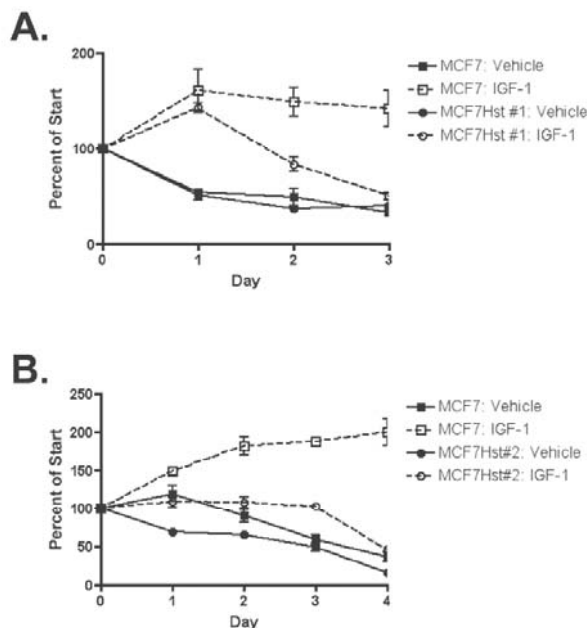 A.
200
100
0
Percent of Start
0 1 2 3
Day
MCF7: Vehicle
MCF7: IGF-1
MCF7Hst #1: Vehicle
MCF7Hst #1: IGF-1
B.
250
200
150
100
50
0
Percent of Start
0 1 2 3 4
Day
MCF7: Vehicle
MCF7: IGF-1
MCF7Hst#2: Vehicle
MCF7Hst#2: IGF-1